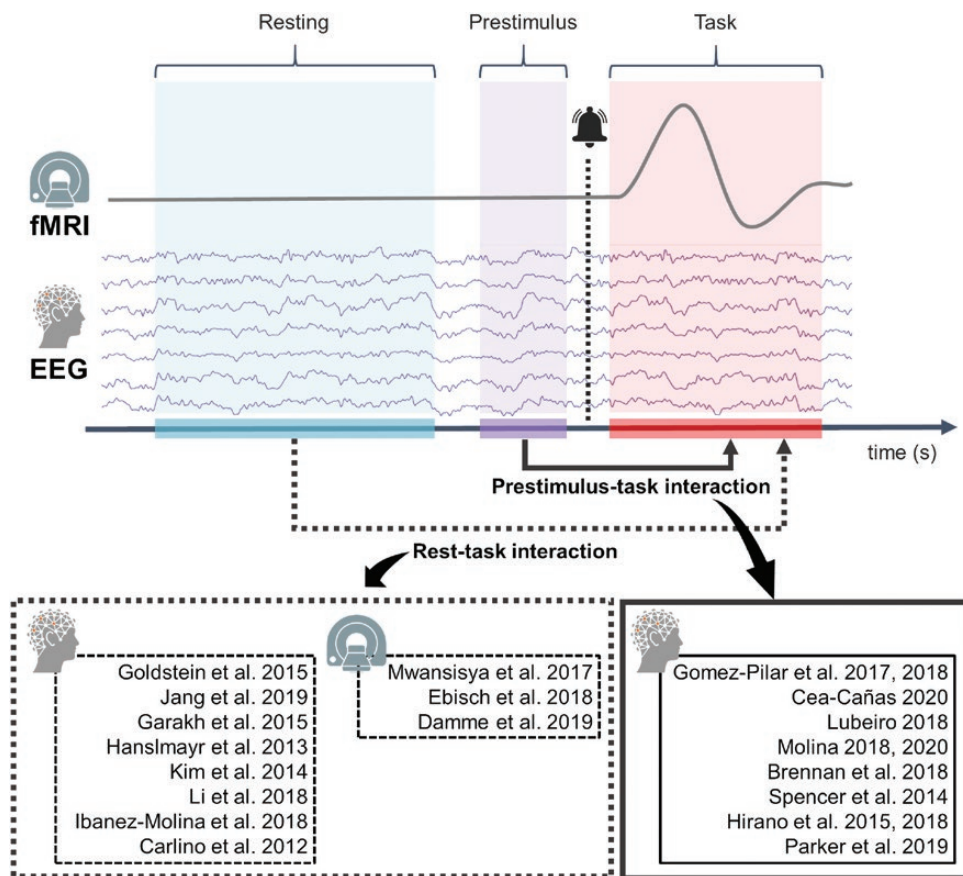 Resting
Prestimulus
Task
fMRI
EEG
time (s)
Prestimulus-task interaction
Rest-task interaction
Goldstein et al. 2015
Jang et al. 2019
Garakh et al. 2015
Hanslmayr et al. 2013
Kim et al. 2014
Li et al. 2018
Ibanez-Molina et al. 2018
Carlino et al. 2012
Mwansisya et al. 2017
Ebisch et al. 2018
Damme et al. 2019
Gomez-Pilar et al. 2017, 2018
Cea-Cañas 2020
Lubeiro 2018
Molina 2018, 2020
Brennan et al. 2018
Spencer et al. 2014
Hirano et al. 2015, 2018
Parker et al. 2019